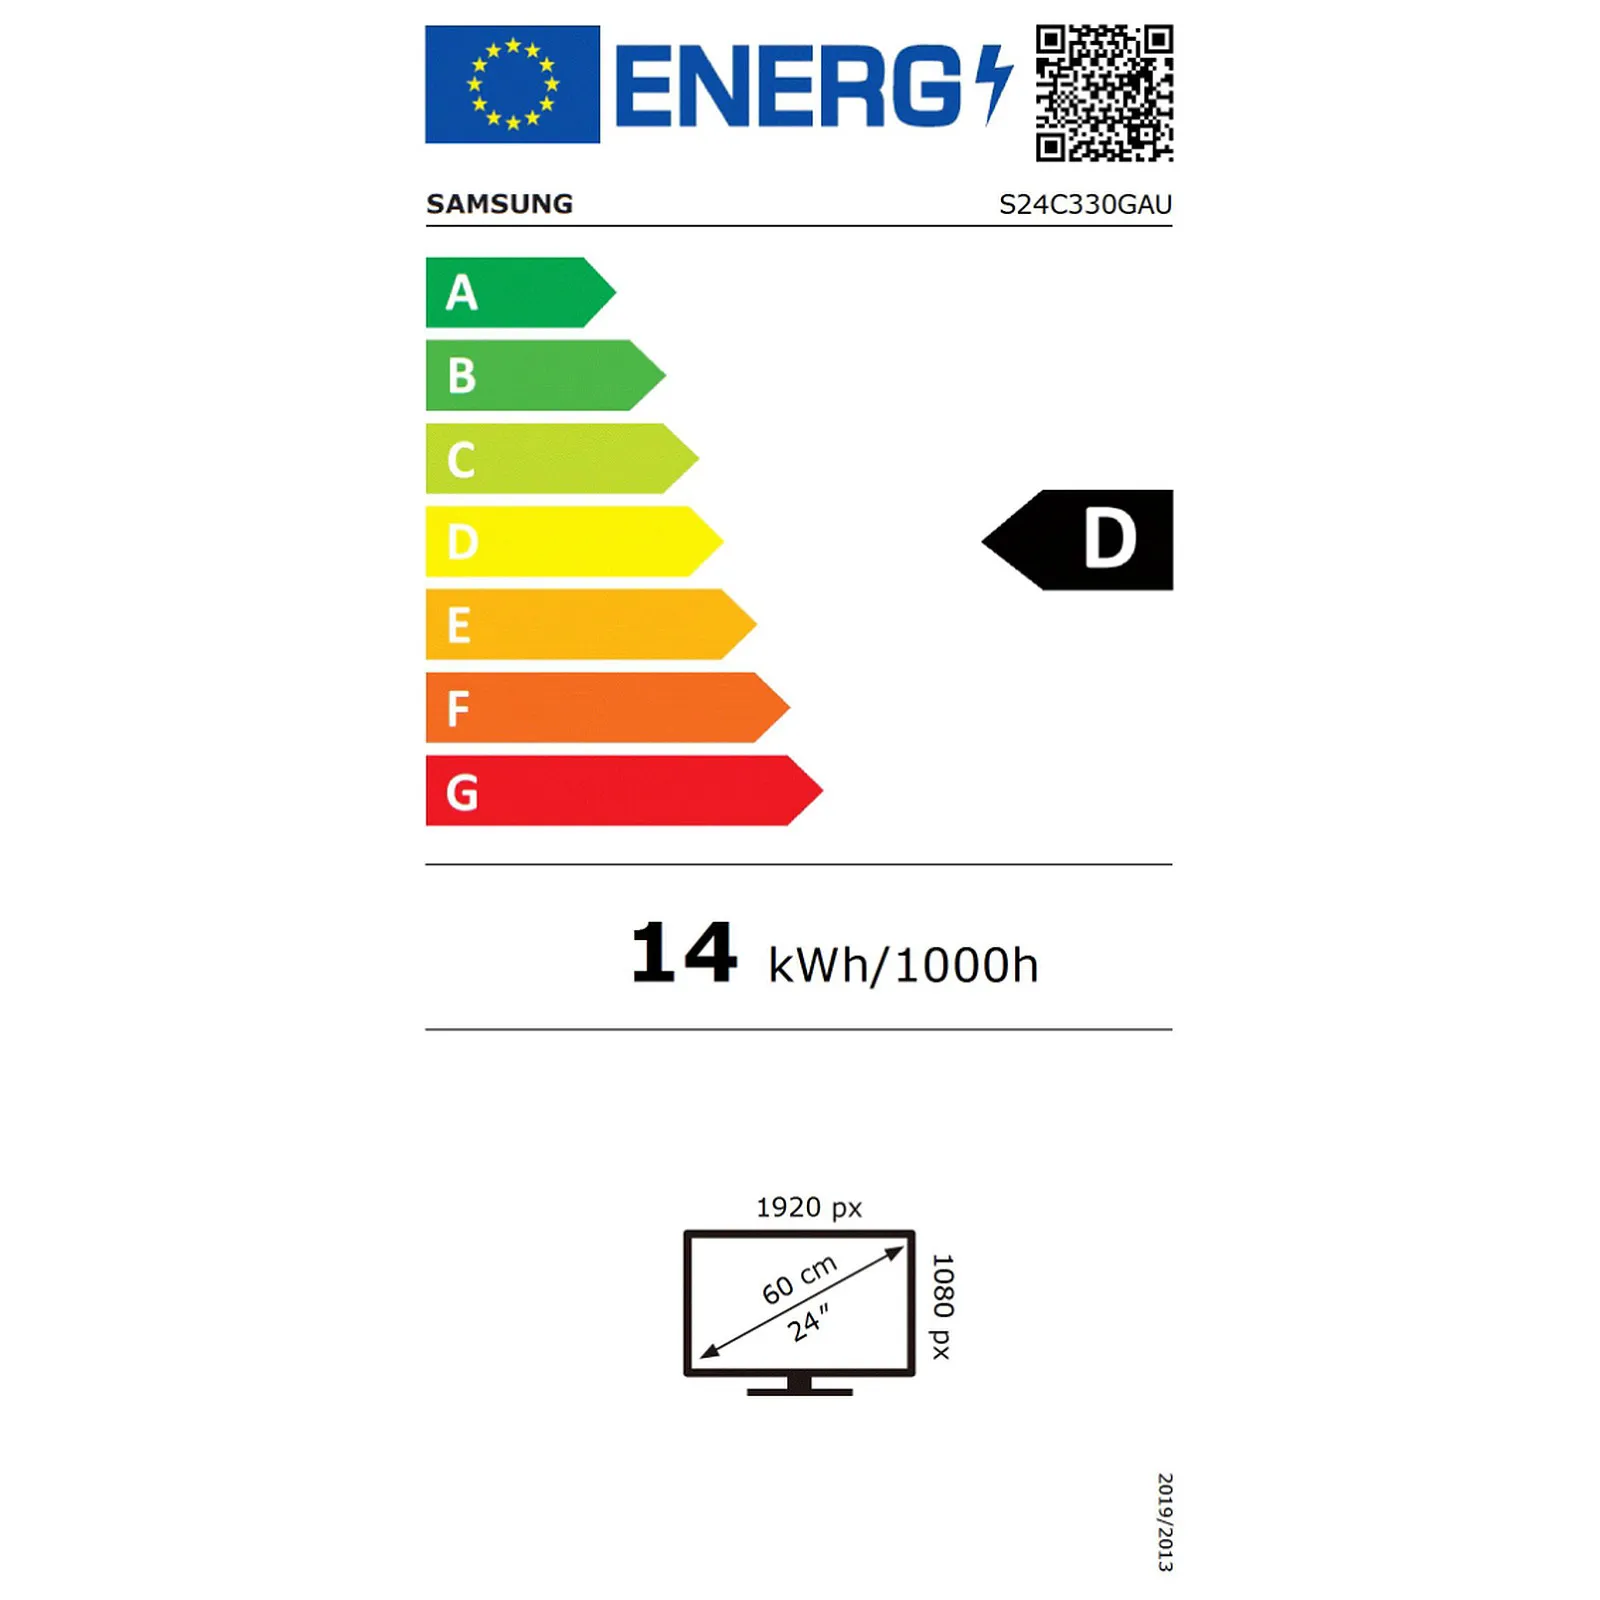 ENERG
SAMSUNG S24C330GAU
A
B
C
D
D
E
F
G
14 kWh/1000h
1920 px
60 cm
24"
1080 px
2019/2013